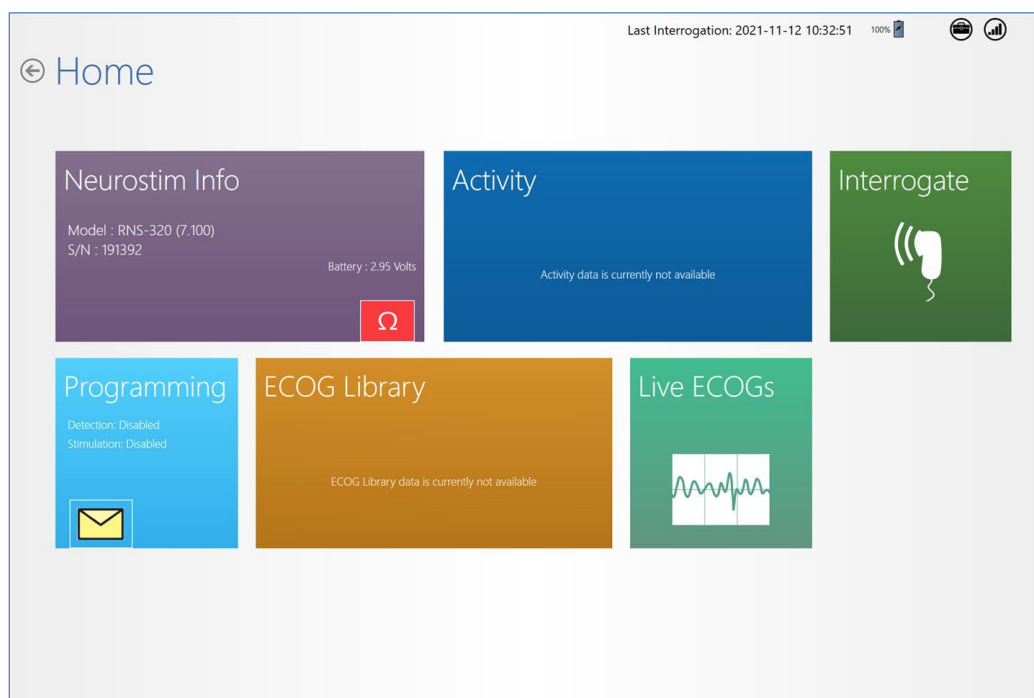 Last Interrogation: 2021-11-12 10:32:51 100%
Home
Neurostim Info
Model : RNS-320 (7.100)
S/N : 191392
Battery : 2.95 Volts
Ω
Activity
Activity data is currently not available
Interrogate
Programming
Detection: Disabled
Stimulation: Disabled
ECOG Library
ECOG Library data is currently not available
Live ECOGs